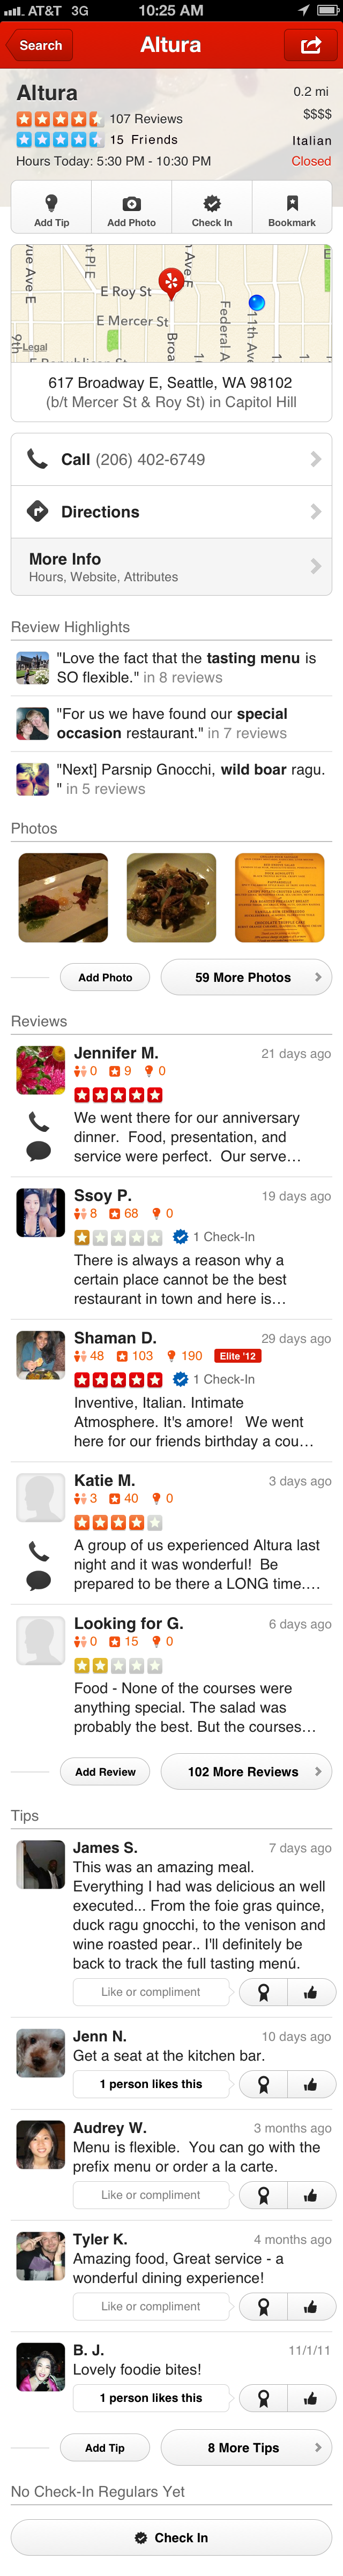 AT&T 3G 10:25 AM
Search Altura
Altura 0.2 mi
107 Reviews $$$$
15 Friends Italian
Hours Today: 5:30 PM - 10:30 PM Closed
Add Tip Add Photo Check In Bookmark
E Roy St
E Mercer St
ue Ave E
at Pl E
Ave E
Federal A
11th Ave
Broa
9th
Legal
E
617 Broadway E, Seattle, WA 98102
(b/t Mercer St & Roy St) in Capitol Hill
Call (206) 402-6749
Directions
More Info
Hours, Website, Attributes
Review Highlights
"Love the fact that the tasting menu is
SO flexible." in 8 reviews
"For us we have found our special
occasion restaurant." in 7 reviews
"Next] Parsnip Gnocchi, wild boar ragu.
" in 5 reviews
Photos
Add Photo 59 More Photos
Reviews
Jennifer M. 21 days ago
0 9 0
We went there for our anniversary
dinner. Food, presentation, and
service were perfect. Our serve…
Ssoy P. 19 days ago
8 68 0
1 Check-In
There is always a reason why a
certain place cannot be the best
restaurant in town and here is…
Shaman D. 29 days ago
48 103 190 Elite '12
1 Check-In
Inventive, Italian. Intimate
Atmosphere. It's amore! We went
here for our friends birthday a cou…
Katie M. 3 days ago
3 40 0
A group of us experienced Altura last
night and it was wonderful! Be
prepared to be there a LONG time.…
Looking for G. 6 days ago
0 15 0
Food - None of the courses were
anything special. The salad was
probably the best. But the courses…
Add Review 102 More Reviews
Tips
James S. 7 days ago
This was an amazing meal.
Everything I had was delicious an well
executed... From the foie gras quince,
duck ragu gnocchi, to the venison and
wine roasted pear.. I'll definitely be
back to track the full tasting menú.
Like or compliment
Jenn N. 10 days ago
Get a seat at the kitchen bar.
1 person likes this
Audrey W. 3 months ago
Menu is flexible. You can go with the
prefix menu or order a la carte.
Like or compliment
Tyler K. 4 months ago
Amazing food, Great service - a
wonderful dining experience!
Like or compliment
B. J. 11/1/11
Lovely foodie bites!
1 person likes this
Add Tip 8 More Tips
No Check-In Regulars Yet
Check In